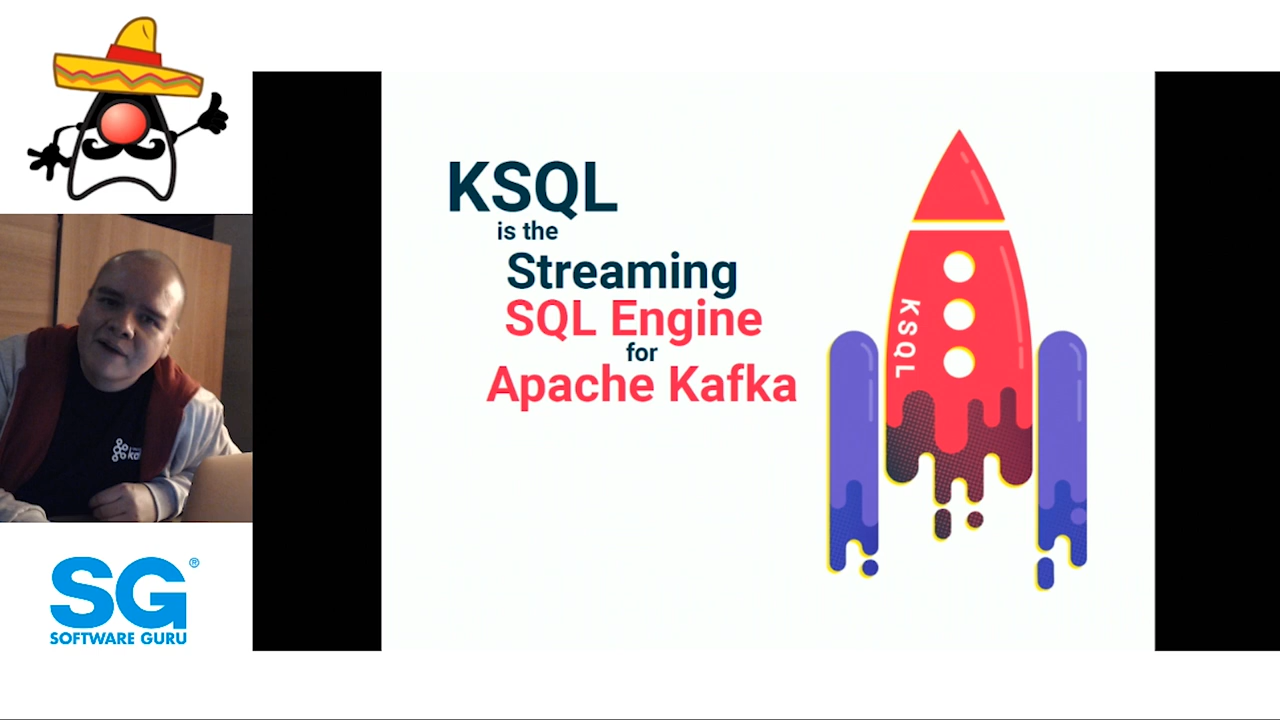 KSQL
is the
Streaming
SQL Engine
for
Apache Kafka
KSQL
SG®
SOFTWARE GURU